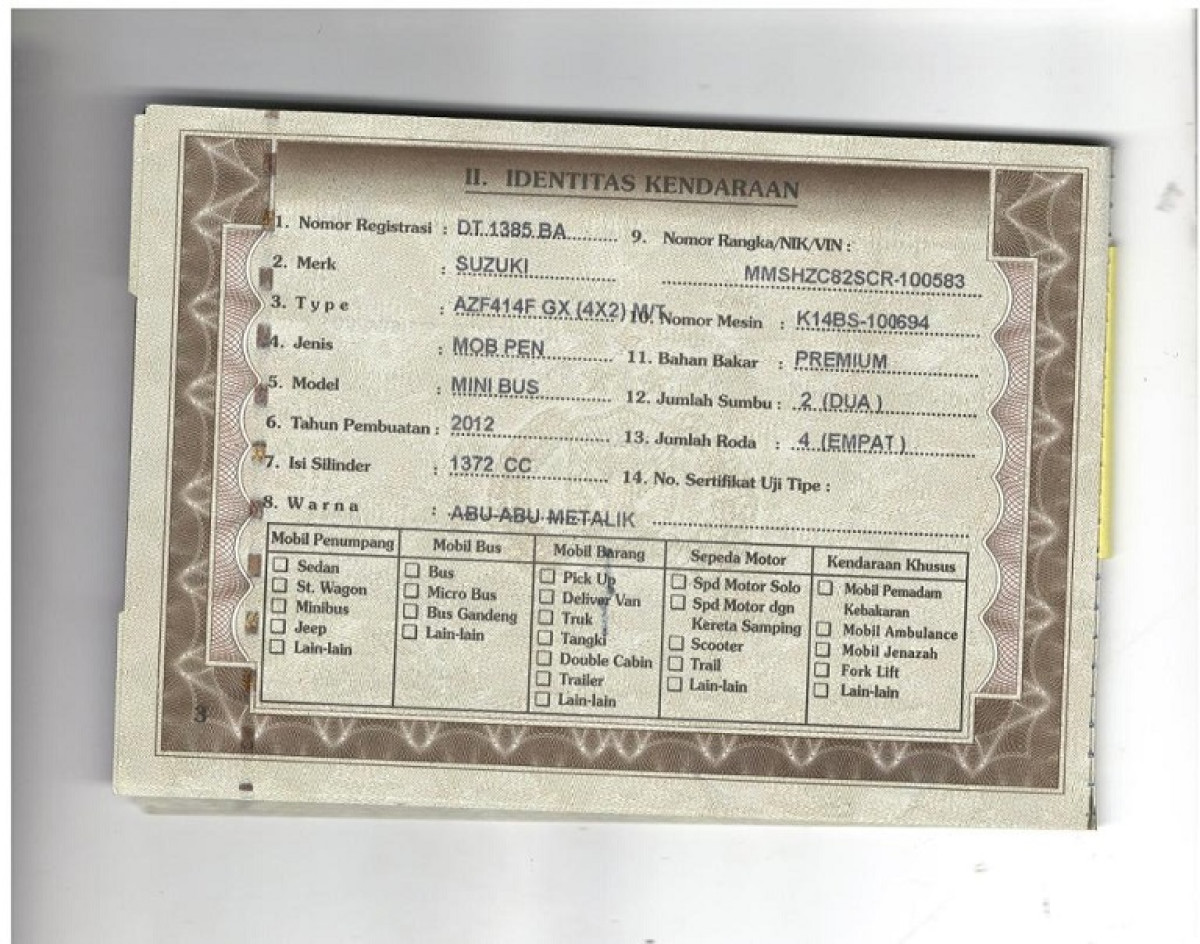 II. IDENTITAS KENDARAAN
1. Nomor Registrasi : DT 1385 BA
2. Merk : SUZUKI
3. Type : AZF414F GX (4X2) M/T
4. Jenis : MOB PEN
5. Model : MINI BUS
6. Tahun Pembuatan : 2012
7. Isi Silinder : 1372 CC
8. Warna : ABU-ABU METALIK
9. Nomor Rangka/NIK/VIN :
MMSHZC82SCR-100583
10. Nomor Mesin : K14BS-100694
11. Bahan Bakar : PREMIUM
12. Jumlah Sumbu : 2 (DUA )
13. Jumlah Roda : 4 (EMPAT )
14. No. Sertifikat Uji Tipe :
Mobil Penumpang
Sedan
St. Wagon
Minibus
Jeep
Lain-lain
Mobil Bus
Bus
Micro Bus
Bus Gandeng
Lain-lain
Mobil Barang
Pick Up
Deliver Van
Truk
Tangki
Double Cabin
Trailer
Lain-lain
Sepeda Motor
Spd Motor Solo
Spd Motor dgn
Kereta Samping
Scooter
Trail
Lain-lain
Kendaraan Khusus
Mobil Pemadam
Kebakaran
Mobil Ambulance
Mobil Jenazah
Fork Lift
Lain-lain
3